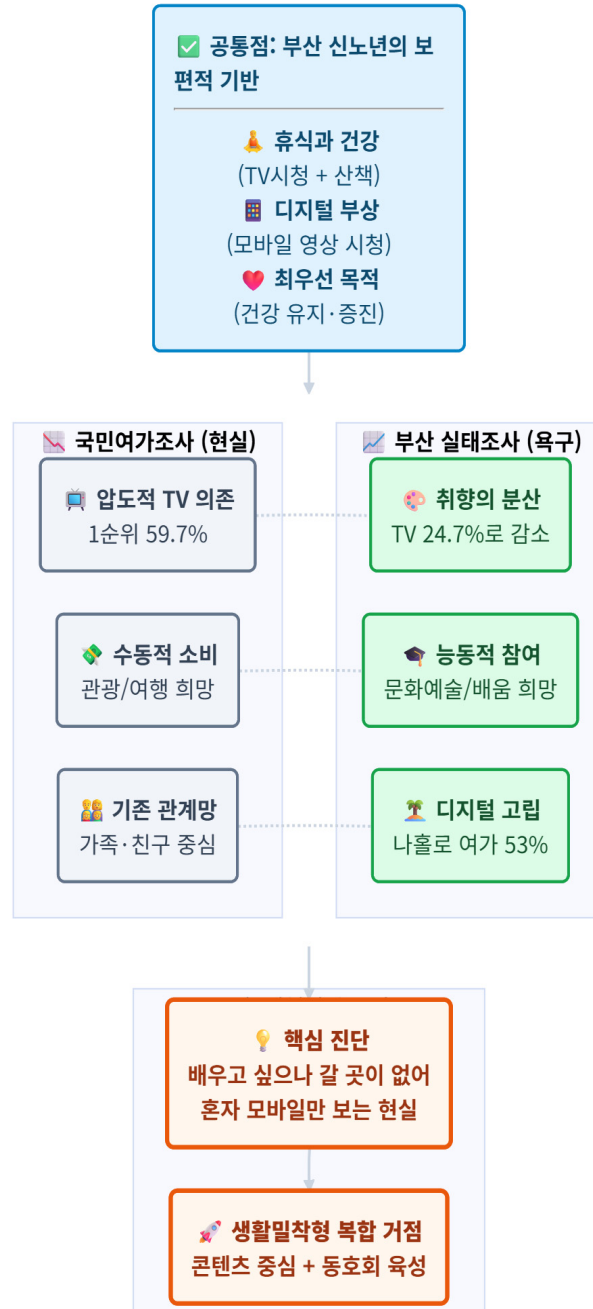 ✅ 공통점: 부산 신노년의 보
편적 기반
🧘 휴식과 건강
(TV시청 + 산책)
📱 디지털 부상
(모바일 영상 시청)
❤️ 최우선 목적
(건강 유지·증진)
📉 국민여가조사 (현실)
📺 압도적 TV 의존
1순위 59.7%
💸 수동적 소비
관광/여행 희망
👨‍👩‍👧‍👦 기존 관계망
가족·친구 중심
📈 부산 실태조사 (욕구)
🎨 취향의 분산
TV 24.7%로 감소
🎓 능동적 참여
문화예술/배움 희망
🏝️ 디지털 고립
나홀로 여가 53%
💡 핵심 진단
배우고 싶으나 갈 곳이 없어
혼자 모바일만 보는 현실
🚀 생활밀착형 복합 거점
콘텐츠 중심 + 동호회 육성